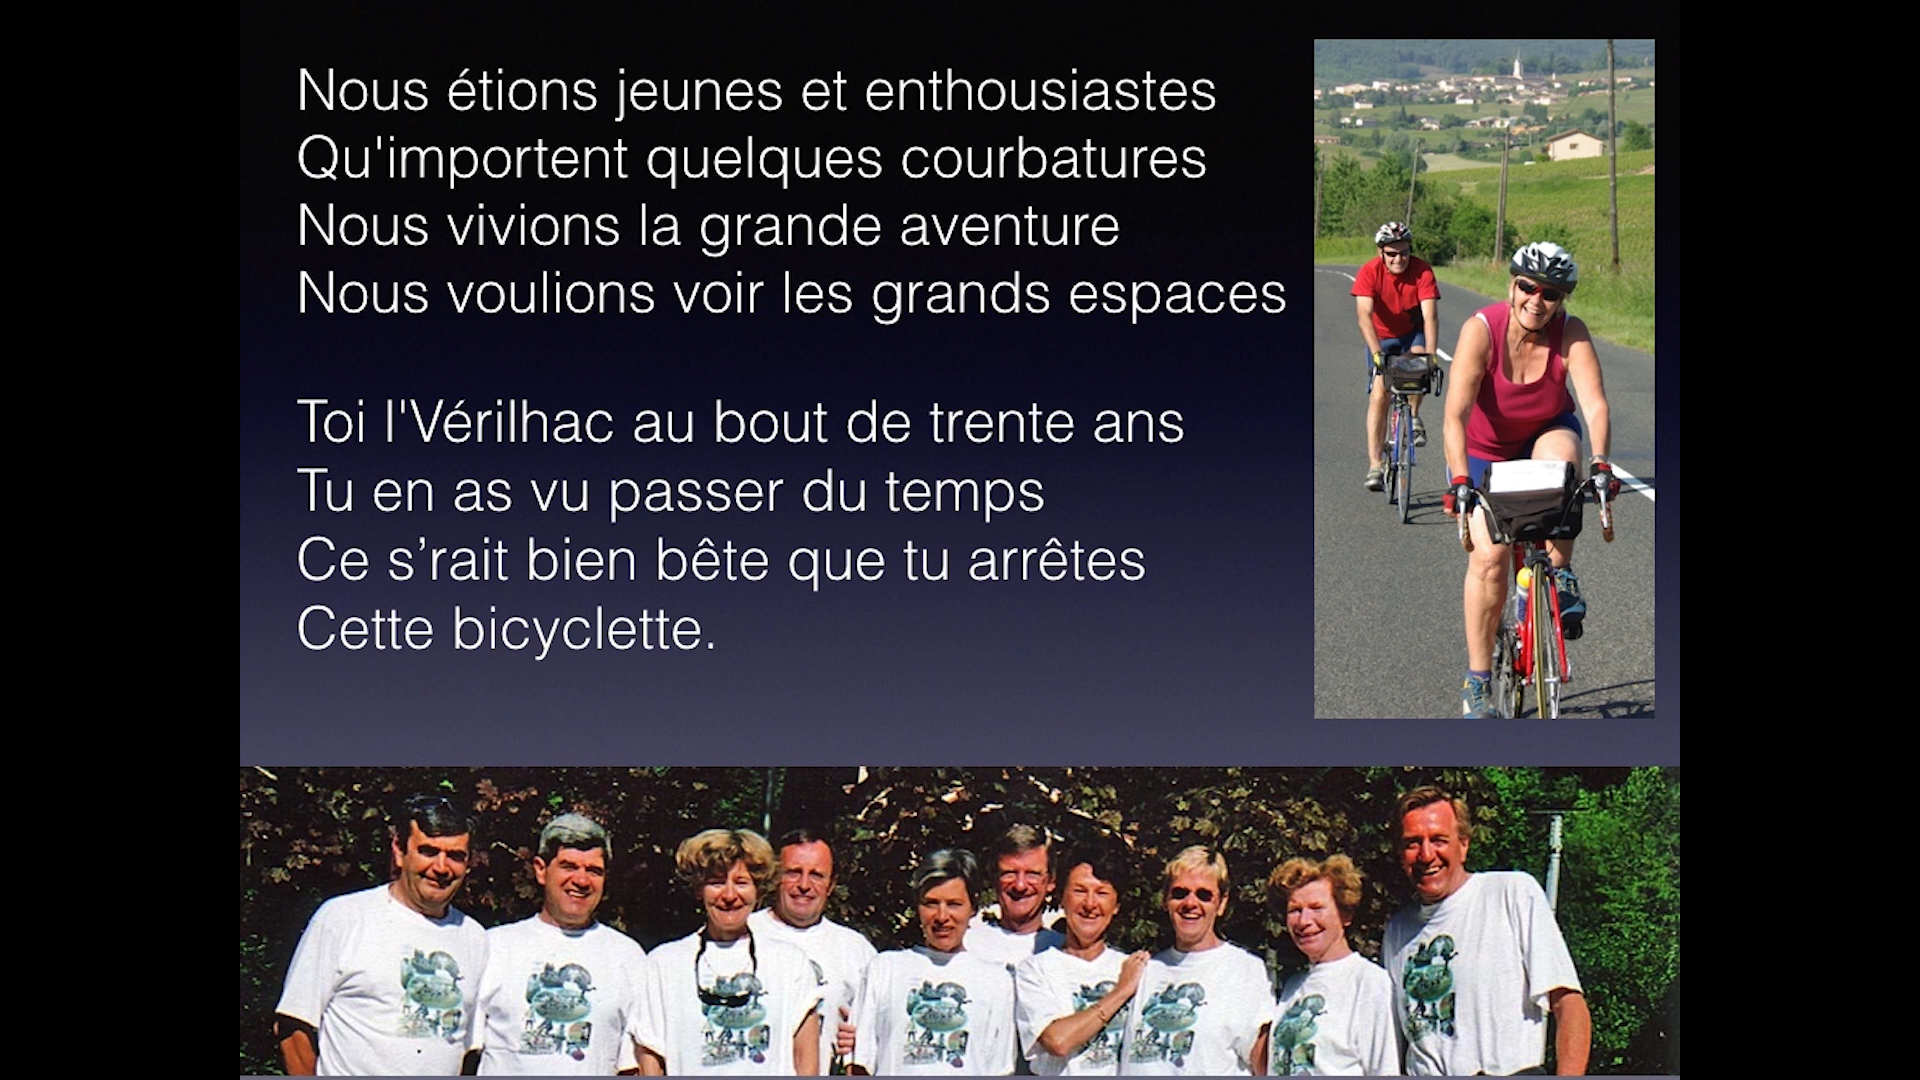 Nous étions jeunes et enthousiastes
Qu'importent quelques courbatures
Nous vivions la grande aventure
Nous voulions voir les grands espaces
Toi l'Vérilhac au bout de trente ans
Tu en as vu passer du temps
Ce s’rait bien bête que tu arrêtes
Cette bicyclette.